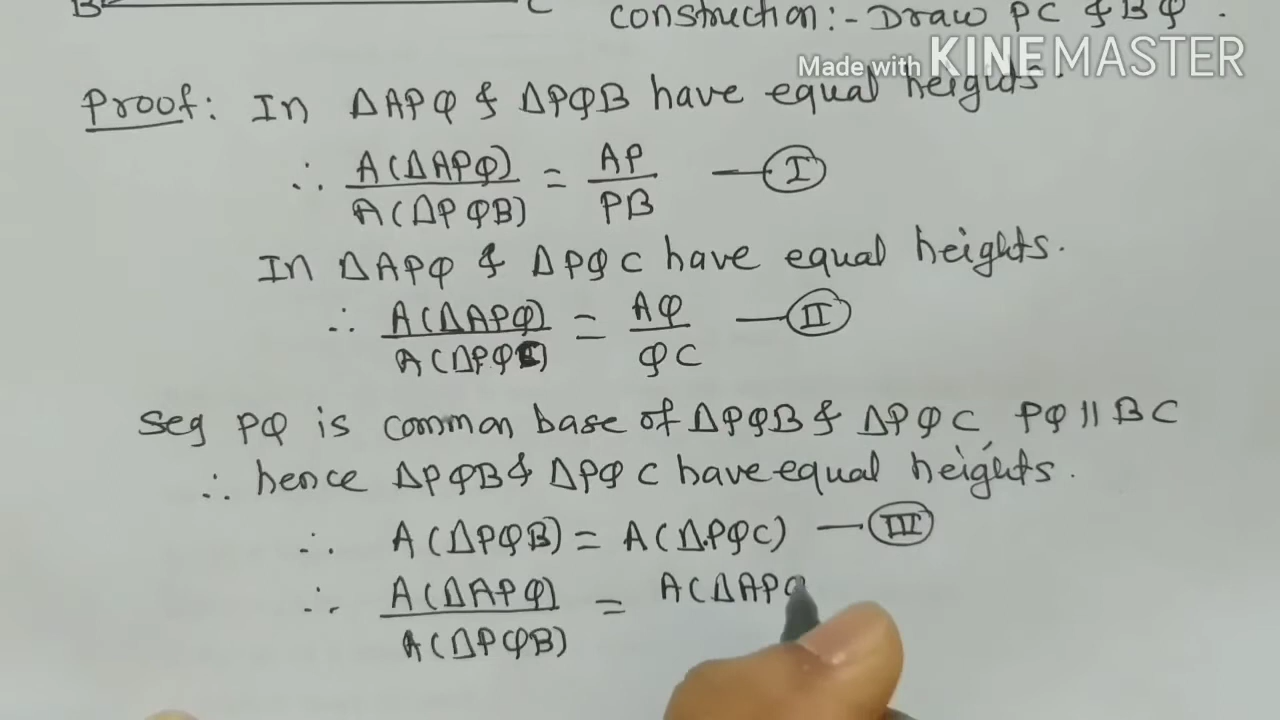 B C
Construction:- Draw PC & BQ.
Made with KINEMASTER
Proof: In ΔAPQ & ΔPQB have equal heights.
∴ A(ΔAPQ) / A(ΔPQB) = AP / PB — I
In ΔAPQ & ΔPQC have equal heights.
∴ A(ΔAPQ) / A(ΔPQC) = AQ / QC — II
Seg PQ is common base of ΔPQB & ΔPQC, PQ || BC
∴ hence ΔPQB & ΔPQC have equal heights.
∴ A(ΔPQB) = A(ΔPQC) — III
∴ A(ΔAPQ) / A(ΔPQB) = A(ΔAPQ